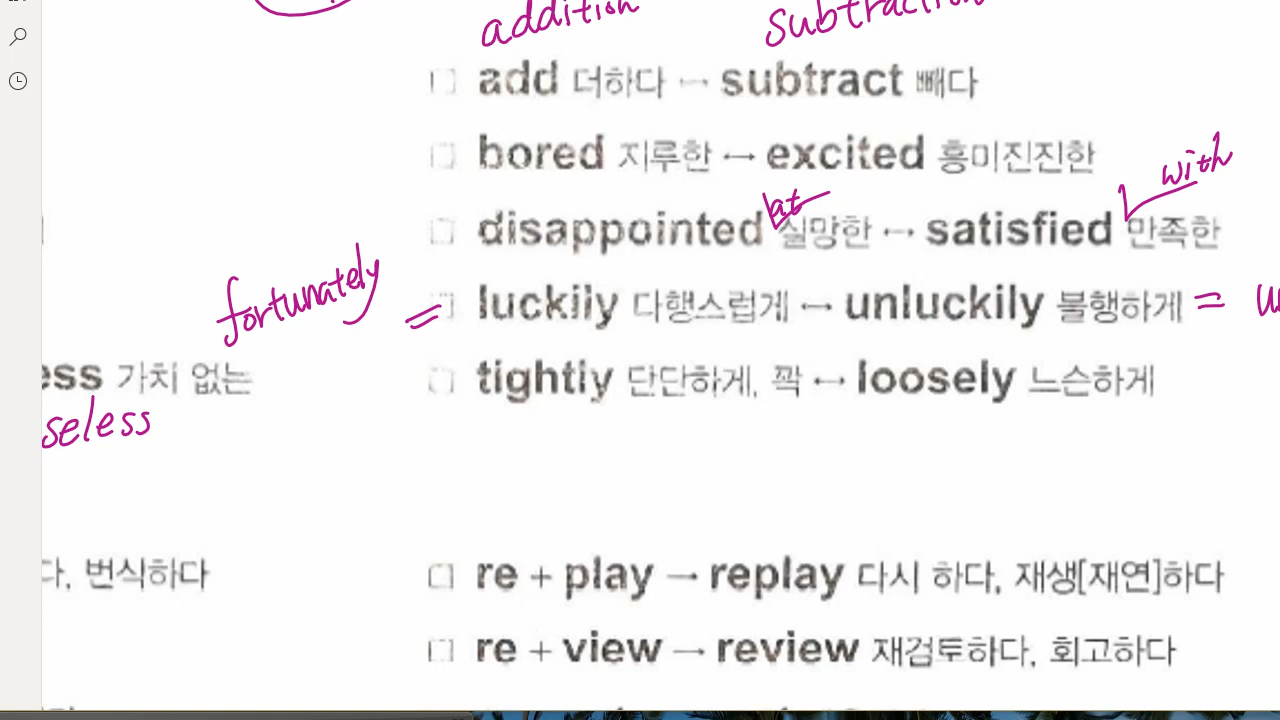 addition subtraction
add 더하다 ↔ subtract 빼다
bored 지루한 ↔ excited 흥미진진한
with
at
disappointed 실망한 ↔ satisfied 만족한
fortunately = luckily 다행스럽게 ↔ unluckily 불행하게 =
ess 가치 없는
tightly 단단하게, 꽉 ↔ loosely 느슨하게
seless
다, 번식하다
re + play → replay 다시 하다, 재생[재연]하다
re + view → review 재검토하다, 회고하다